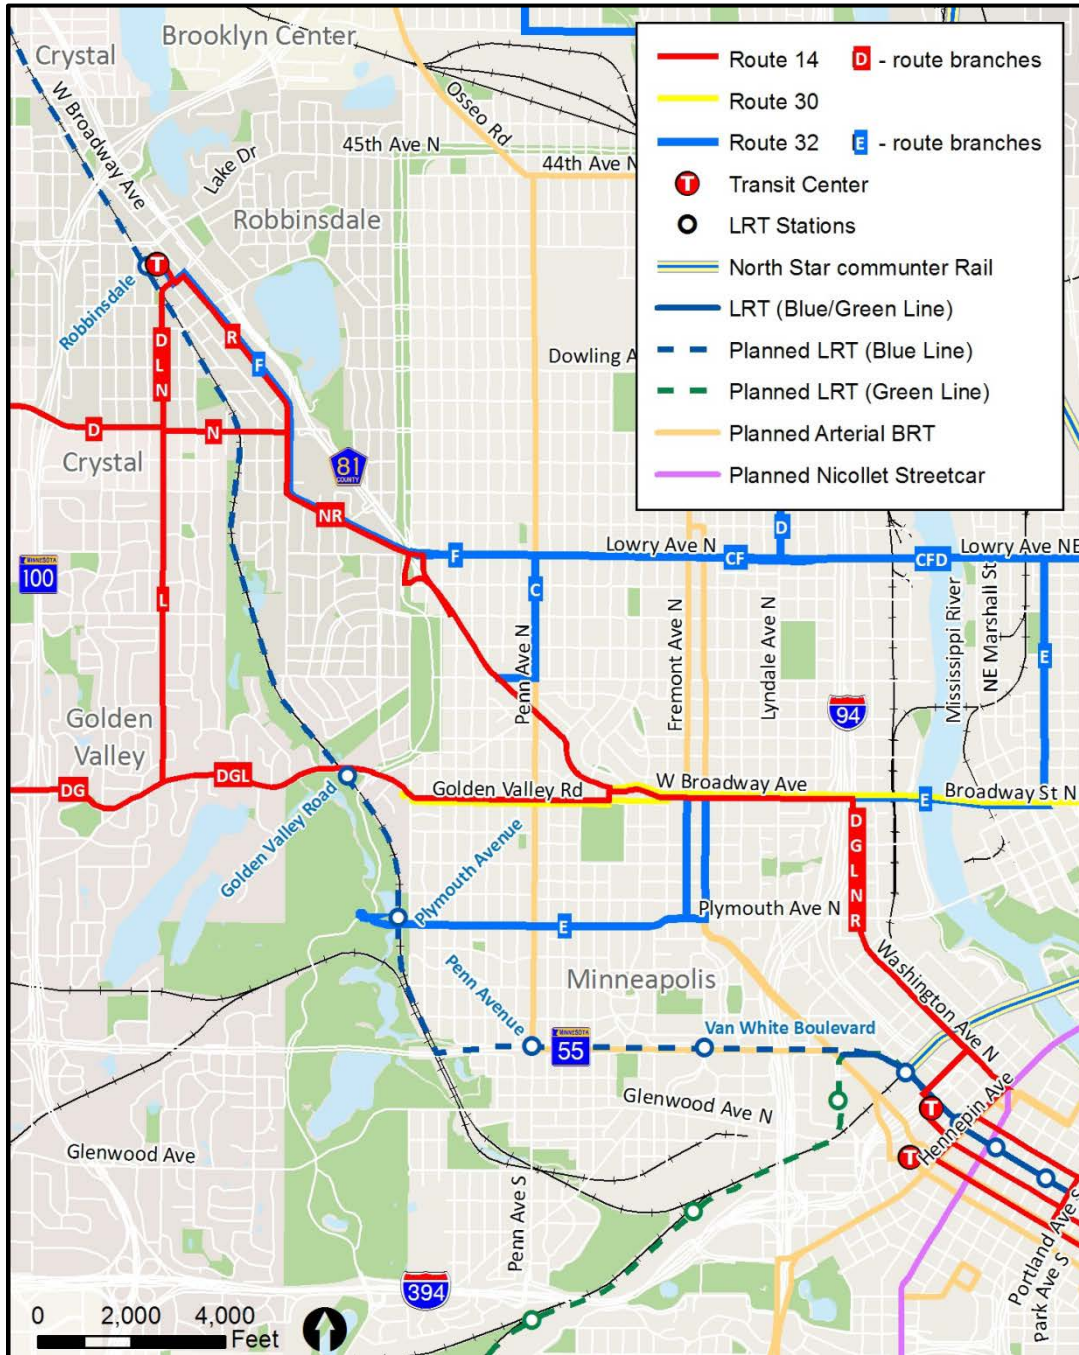 Crystal
Brooklyn Center
W Broadway Ave
Osseo Rd
Lake Dr
45th Ave N
44th Ave N
Robbinsdale
Route 14
D - route branches
Route 30
Route 32
E - route branches
T Transit Center
LRT Stations
North Star communter Rail
LRT (Blue/Green Line)
Planned LRT (Blue Line)
Planned LRT (Green Line)
Planned Arterial BRT
Planned Nicollet Streetcar
T
Robbinsdale
D
L
N
R
F
Dowling A
D
N
Crystal
81
COUNTY
NR
F
Lowry Ave N
CF
D
CFD
Lowry Ave NE
MINNESOTA
100
L
C
E
Penn Ave N
Fremont Ave N
Lyndale Ave N
94
Mississippi River
NE Marshall St
Golden
Valley
DG
DGL
Golden Valley Rd
W Broadway Ave
E
Broadway St N
Golden Valley Road
Plymouth Avenue
D
G
L
N
R
E
Plymouth Ave N
Penn Avenue
Minneapolis
Washington Ave N
MINNESOTA
55
Van White Boulevard
Glenwood Ave N
Glenwood Ave
T
T
Hennepin Ave
Penn Ave S
Portland Ave S
Park Ave S
394
0 2,000 4,000
Feet